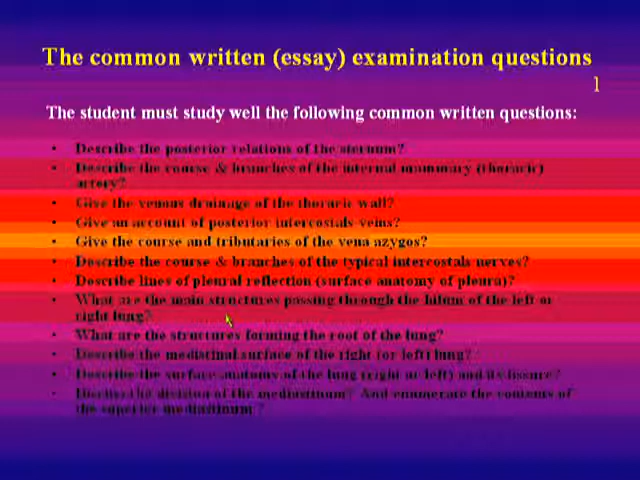 The common written (essay) examination questions
1
The student must study well the following common written questions:
• Describe the posterior relations of the sternum?
• Describe the course & branches of the internal mammary (thoracic)
artery?
• Give the venous drainage of the thoracic wall?
• Give an account of posterior intercostals veins?
• Give the course and tributaries of the vena azygos?
• Describe the course & branches of the typical intercostals nerves?
• Describe lines of pleural reflection (surface anatomy of pleura)?
• What are the main structures passing through the hilum of the left or
right lung?
• What are the structures forming the root of the lung?
• Describe the mediastinal surface of the right (or left) lung?
• Describe the surface anatomy of the lung (right or left) and its fissure?
• Discuss the division of the mediastinum? And enumerate the contents of
the superior mediastinum ?